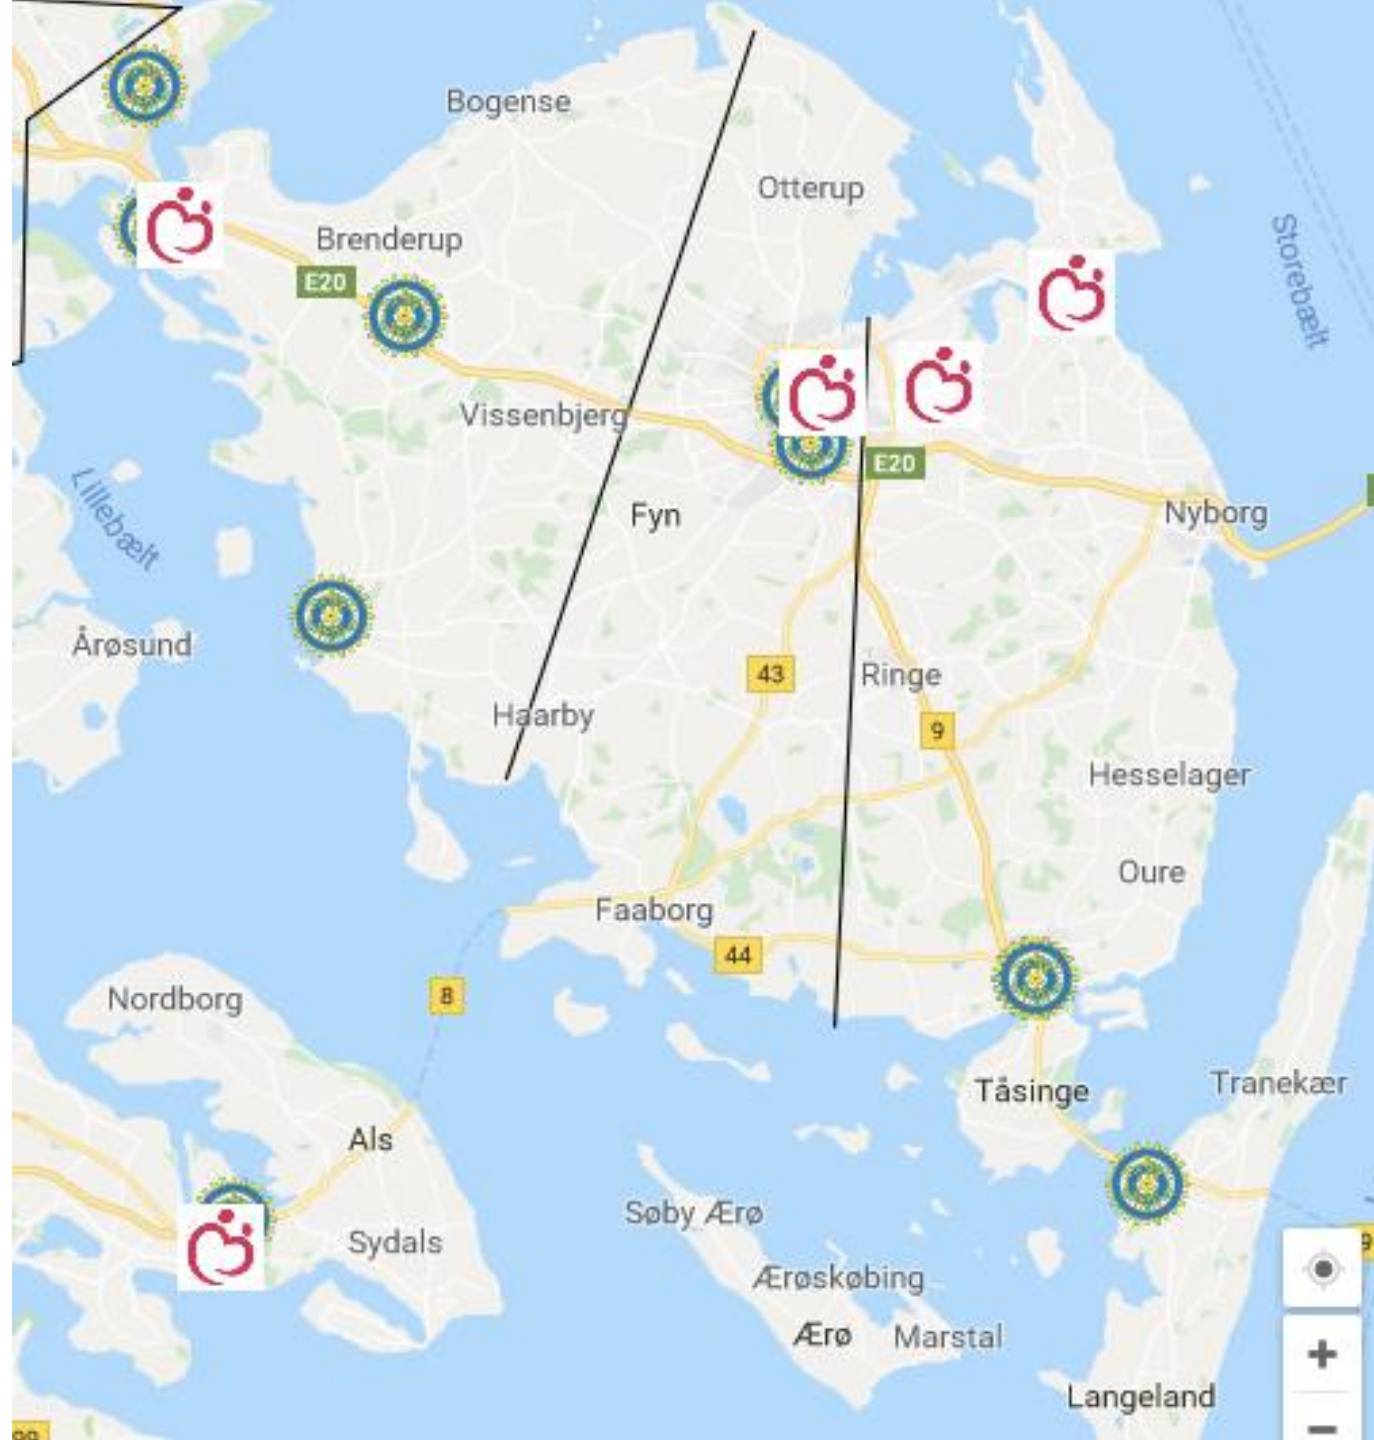 Bogense
Otterup
Storebælt
Brenderup
E20
Vissenbjerg
E20
Lillebælt
Fyn
Nyborg
Årøsund
43
Ringe
Haarby
9
Hesselager
Oure
Faaborg
44
Nordborg
8
Tåsinge
Tranekær
Als
Søby Ærø
Sydals
9
Ærøskøbing
Ærø
Marstal
Langeland